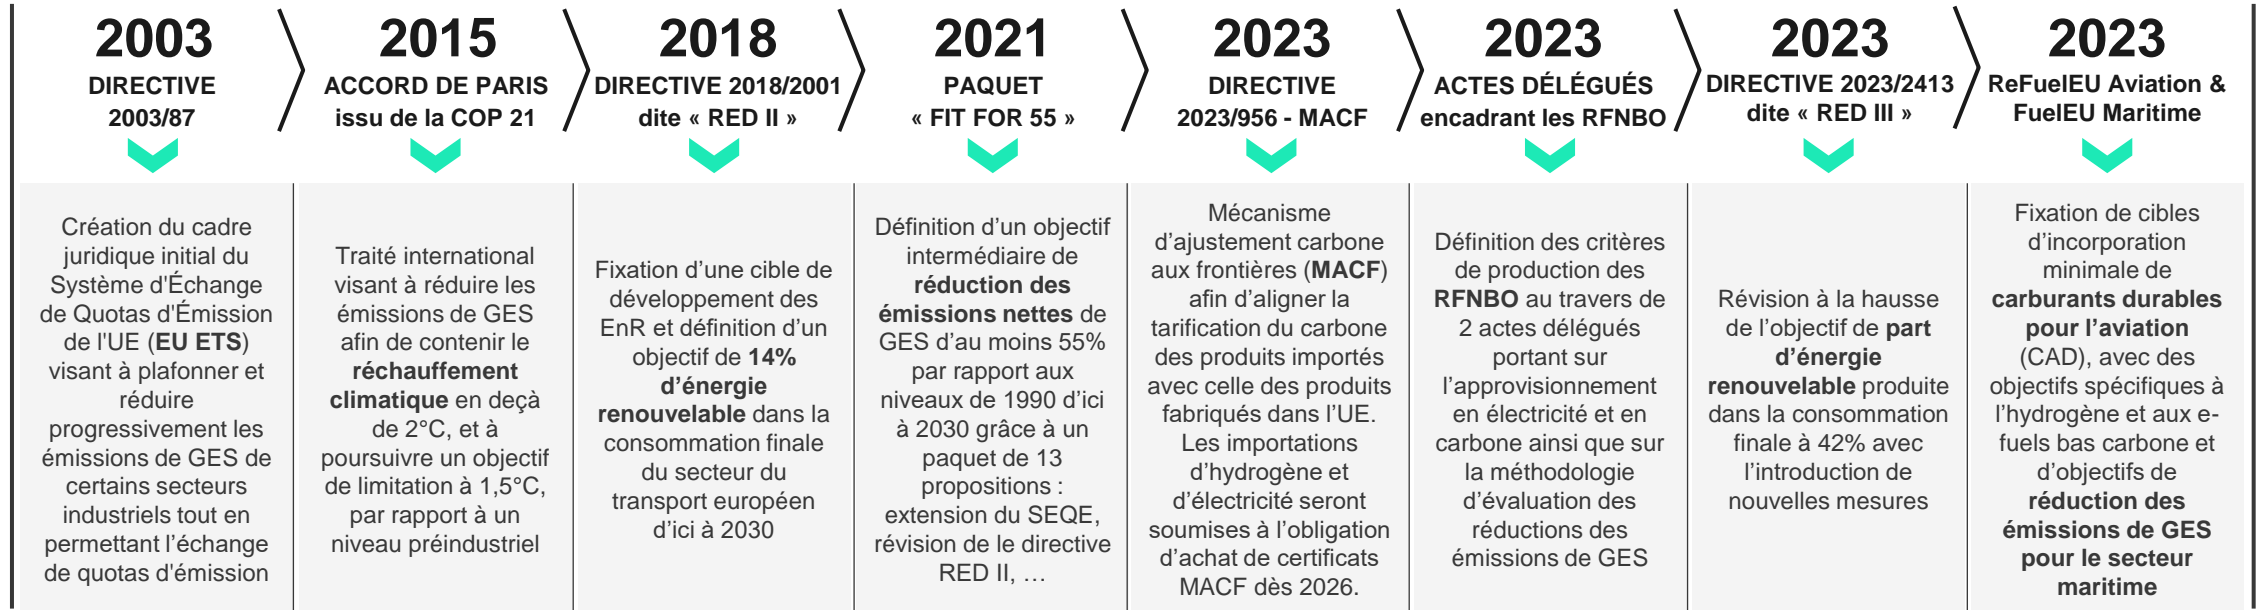 2003
DIRECTIVE
2003/87
Création du cadre
juridique initial du
Système d'Échange
de Quotas d'Émission
de l'UE (EU ETS)
visant à plafonner et
réduire
progressivement les
émissions de GES de
certains secteurs
industriels tout en
permettant l’échange
de quotas d'émission
2015
ACCORD DE PARIS
issu de la COP 21
Traité international
visant à réduire les
émissions de GES
afin de contenir le
réchauffement
climatique en deçà
de 2°C, et à
poursuivre un objectif
de limitation à 1,5°C,
par rapport à un
niveau préindustriel
2018
DIRECTIVE 2018/2001
dite « RED II »
Fixation d’une cible de
développement des
EnR et définition d’un
objectif de 14%
d’énergie
renouvelable dans la
consommation finale
du secteur du
transport européen
d’ici à 2030
2021
PAQUET
« FIT FOR 55 »
Définition d’un objectif
intermédiaire de
réduction des
émissions nettes de
GES d’au moins 55%
par rapport aux
niveaux de 1990 d’ici
à 2030 grâce à un
paquet de 13
propositions :
extension du SEQE,
révision de le directive
RED II, …
2023
DIRECTIVE
2023/956 - MACF
Mécanisme
d’ajustement carbone
aux frontières (MACF)
afin d’aligner la
tarification du carbone
des produits importés
avec celle des produits
fabriqués dans l’UE.
Les importations
d’hydrogène et
d’électricité seront
soumises à l’obligation
d’achat de certificats
MACF dès 2026.
2023
ACTES DÉLÉGUÉS
encadrant les RFNBO
Définition des critères
de production des
RFNBO au travers de
2 actes délégués
portant sur
l’approvisionnement
en électricité et en
carbone ainsi que sur
la méthodologie
d’évaluation des
réductions des
émissions de GES
2023
DIRECTIVE 2023/2413
dite « RED III »
Révision à la hausse
de l’objectif de part
d’énergie
renouvelable produite
dans la consommation
finale à 42% avec
l’introduction de
nouvelles mesures
2023
ReFuelEU Aviation &
FuelEU Maritime
Fixation de cibles
d’incorporation
minimale de
carburants durables
pour l’aviation
(CAD), avec des
objectifs spécifiques à
l’hydrogène et aux e-
fuels bas carbone et
d’objectifs de
réduction des
émissions de GES
pour le secteur
maritime